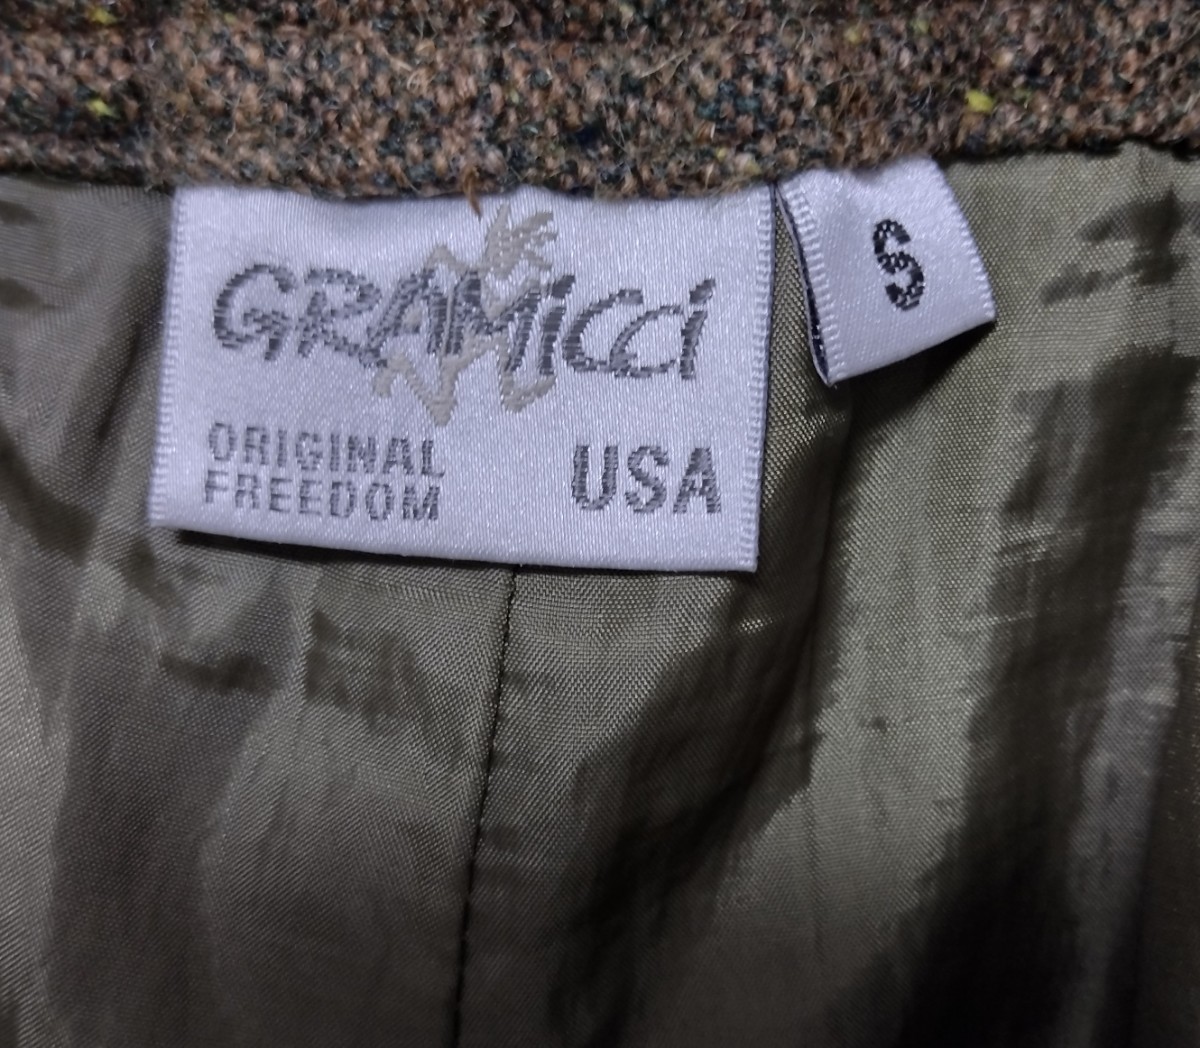 GRAMiCCi
ORIGINAL
FREEDOM
USA
S